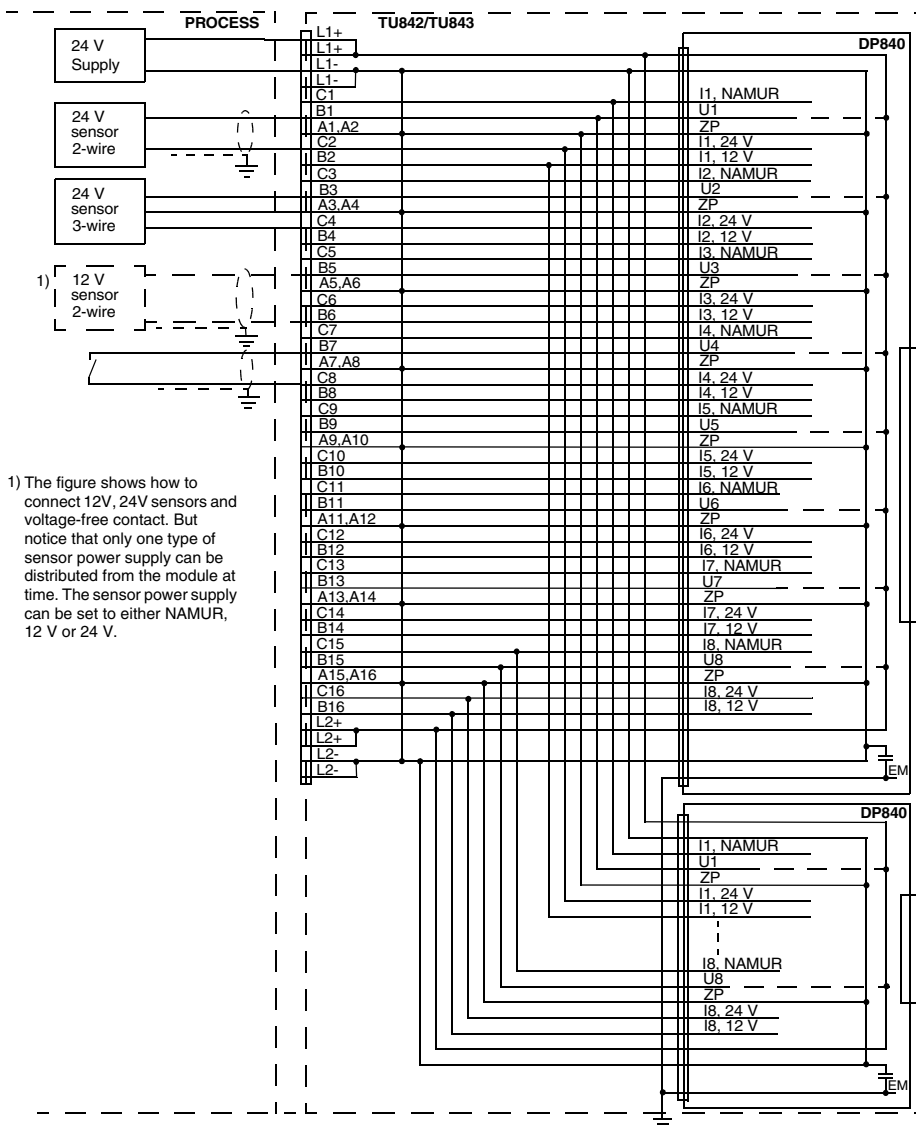 PROCESS
TU842/TU843
DP840
24 V
Supply
24 V
sensor
2-wire
24 V
sensor
3-wire
1)
12 V
sensor
2-wire
1) The figure shows how to
connect 12V, 24V sensors and
voltage-free contact. But
notice that only one type of
sensor power supply can be
distributed from the module at
time. The sensor power supply
can be set to either NAMUR,
12 V or 24 V.
L1+
L1+
L1-
L1-
C1
B1
A1,A2
C2
B2
C3
B3
A3,A4
C4
B4
C5
B5
A5,A6
C6
B6
C7
B7
A7,A8
C8
B8
C9
B9
A9,A10
C10
B10
C11
B11
A11,A12
C12
B12
C13
B13
A13,A14
C14
B14
C15
B15
A15,A16
C16
B16
L2+
L2+
L2-
L2-
I1, NAMUR
U1
ZP
I1, 24 V
I1, 12 V
I2, NAMUR
U2
ZP
I2, 24 V
I2, 12 V
I3, NAMUR
U3
ZP
I3, 24 V
I3, 12 V
I4, NAMUR
U4
ZP
I4, 24 V
I4, 12 V
I5, NAMUR
U5
ZP
I5, 24 V
I5, 12 V
I6, NAMUR
U6
ZP
I6, 24 V
I6, 12 V
I7, NAMUR
U7
ZP
I7, 24 V
I7, 12 V
I8, NAMUR
U8
ZP
I8, 24 V
I8, 12 V
EM
DP840
I1, NAMUR
U1
ZP
I1, 24 V
I1, 12 V
I8, NAMUR
U8
ZP
I8, 24 V
I8, 12 V
EM